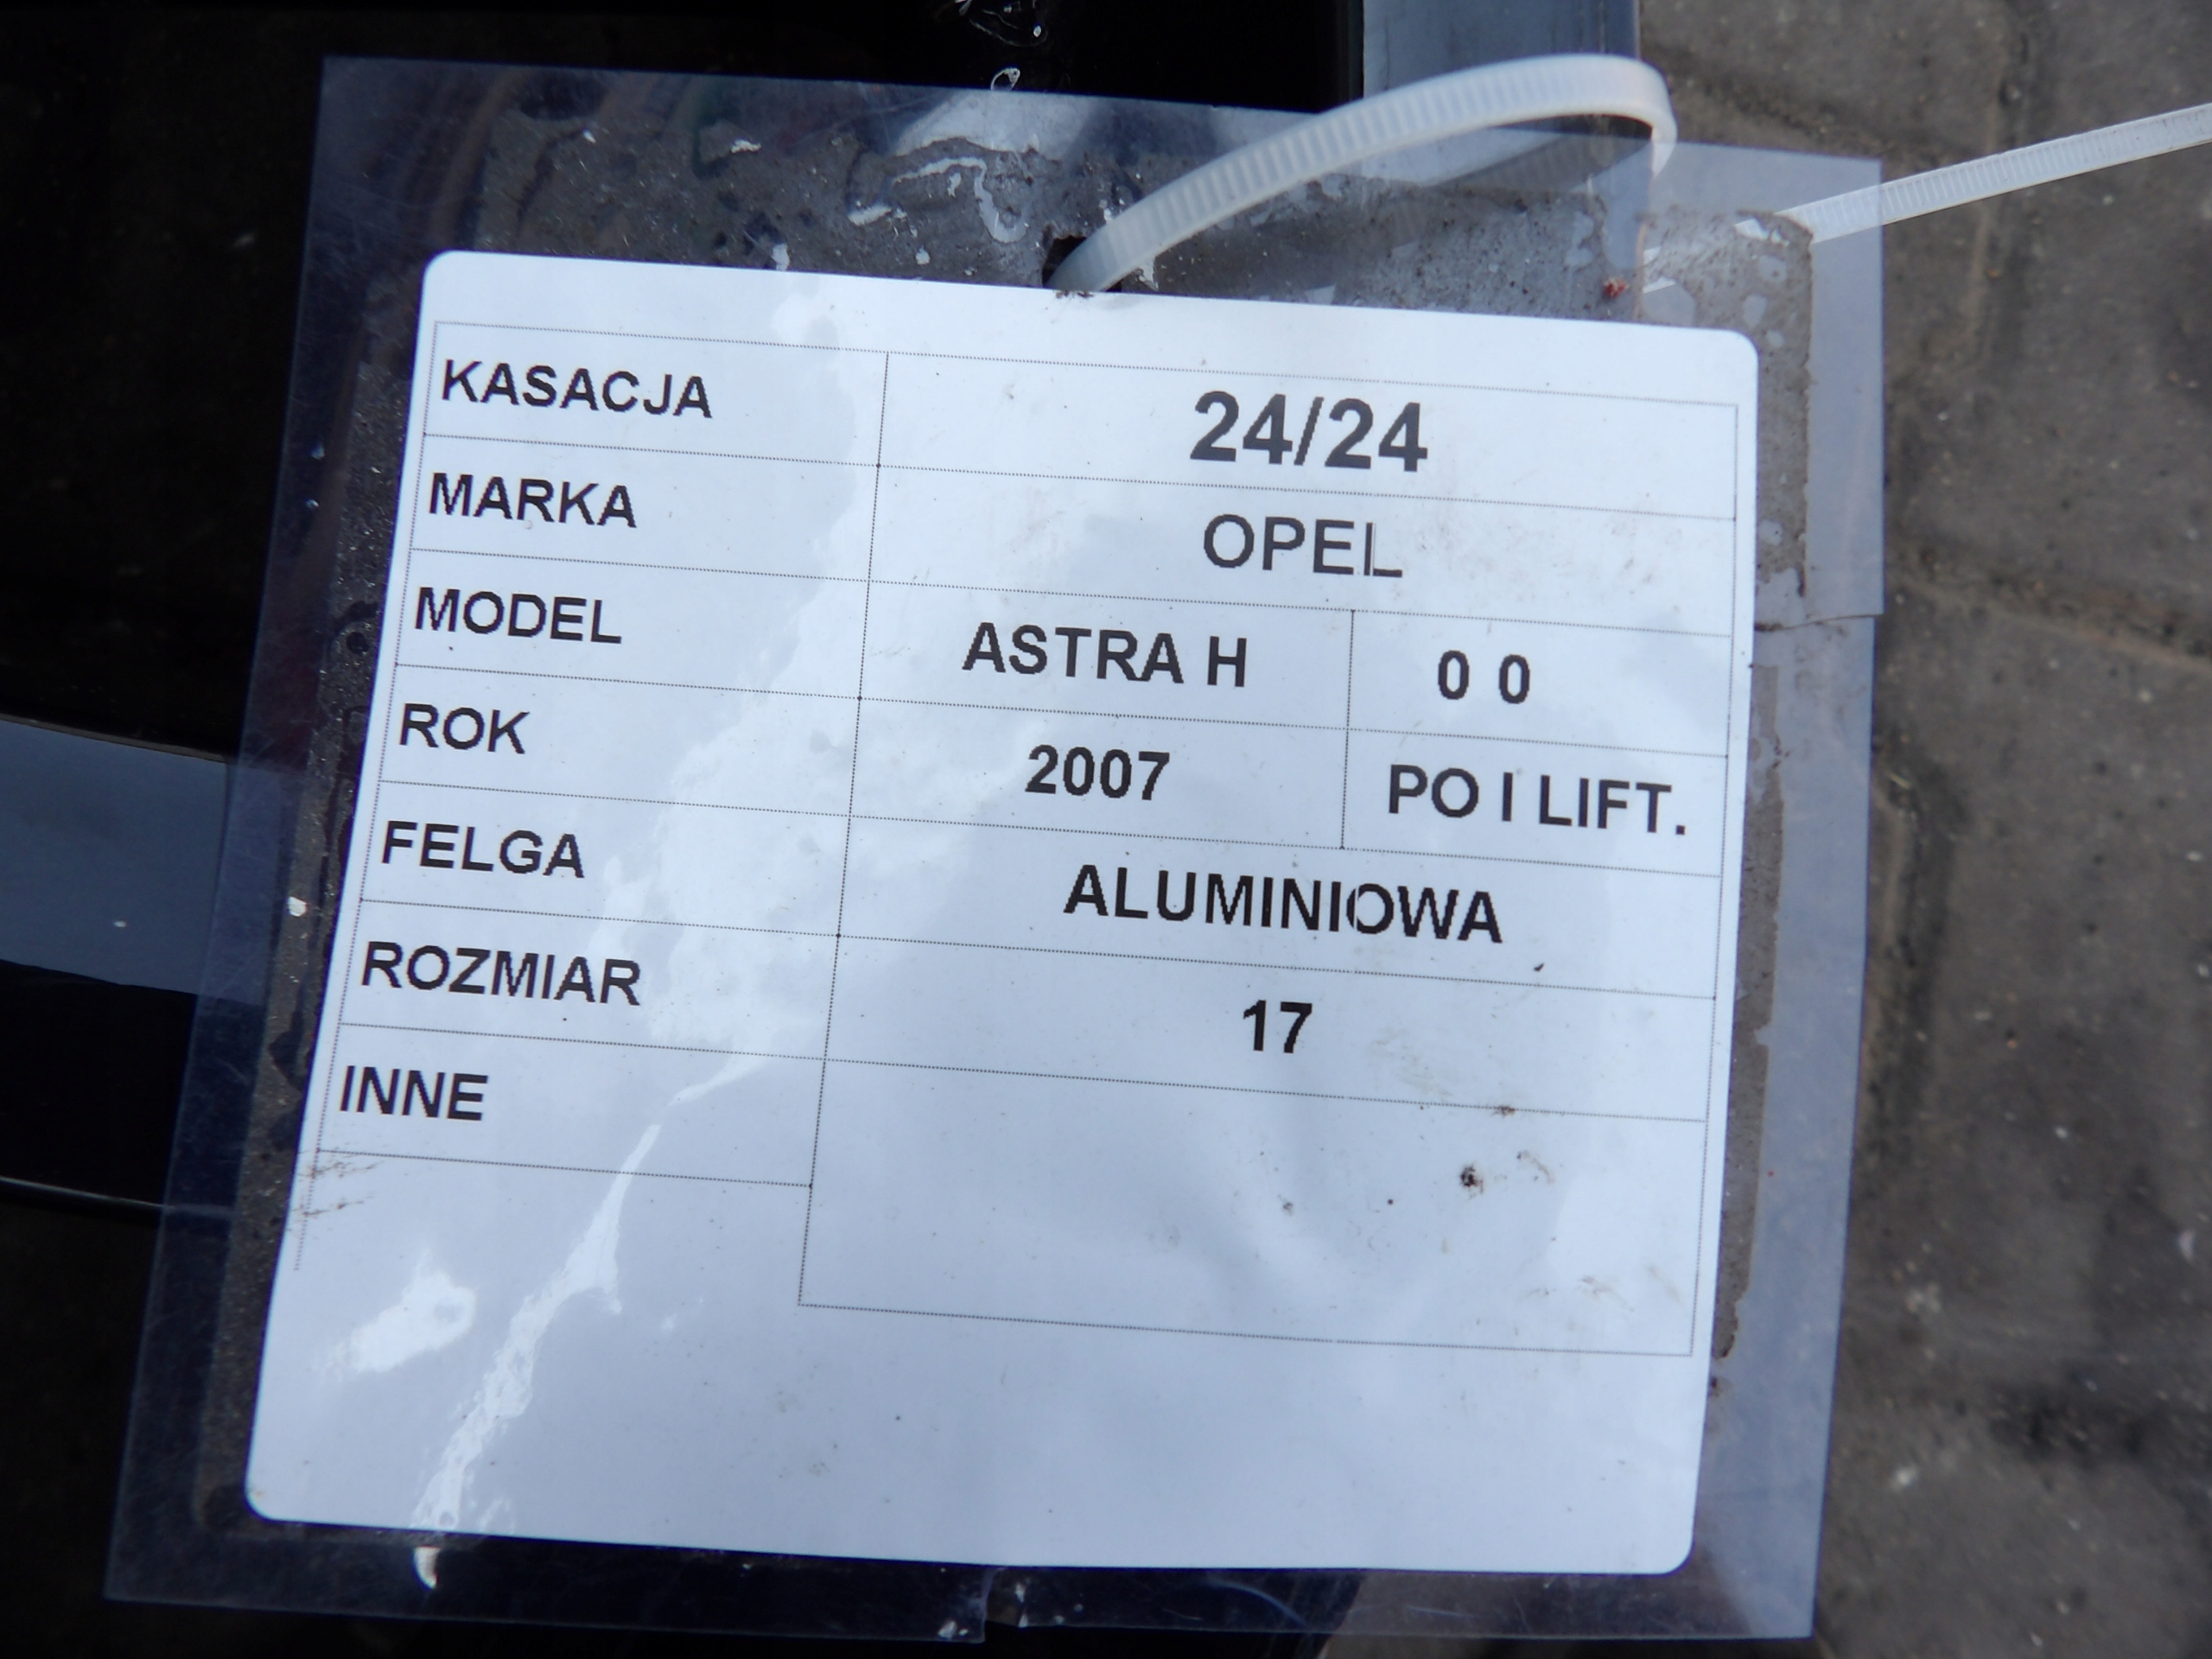 KASACJA 24/24
MARKA OPEL
MODEL ASTRA H 0 0
ROK 2007 PO I LIFT.
FELGA ALUMINIOWA
ROZMIAR 17
INNE